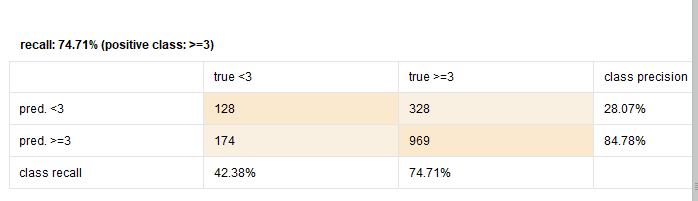 recall: 74.71% (positive class: >=3)
true <3 true >=3 class precision
pred. <3 128 328 28.07%
pred. >=3 174 969 84.78%
class recall 42.38% 74.71%